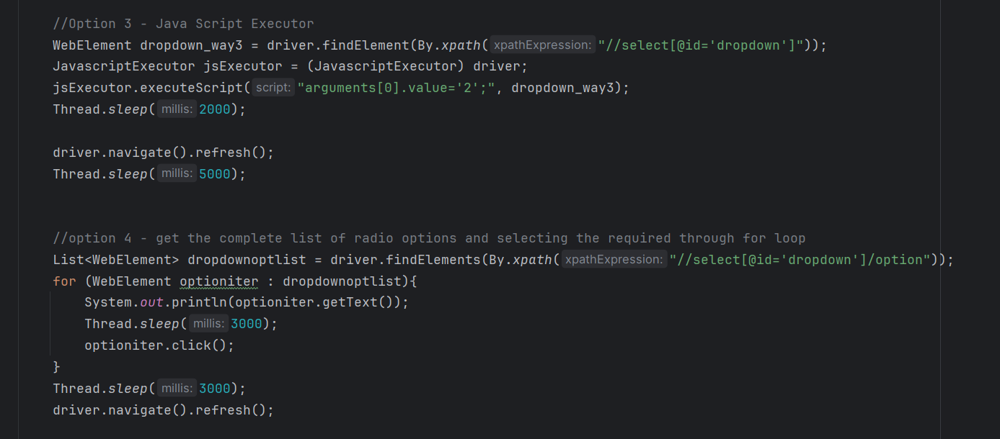 //Option 3 - Java Script Executor
WebElement dropdown_way3 = driver.findElement(By.xpath( xpathExpression: "//select[@id='dropdown']"));
JavascriptExecutor jsExecutor = (JavascriptExecutor) driver;
jsExecutor.executeScript( script: "arguments[0].value='2';", dropdown_way3);
Thread.sleep( millis: 2000);
driver.navigate().refresh();
Thread.sleep( millis: 5000);
//option 4 - get the complete list of radio options and selecting the required through for loop
List<WebElement> dropdownoptlist = driver.findElements(By.xpath( xpathExpression: "//select[@id='dropdown']/option"));
for (WebElement optioniter : dropdownoptlist){
System.out.println(optioniter.getText());
Thread.sleep( millis: 3000);
optioniter.click();
}
Thread.sleep( millis: 3000);
driver.navigate().refresh();